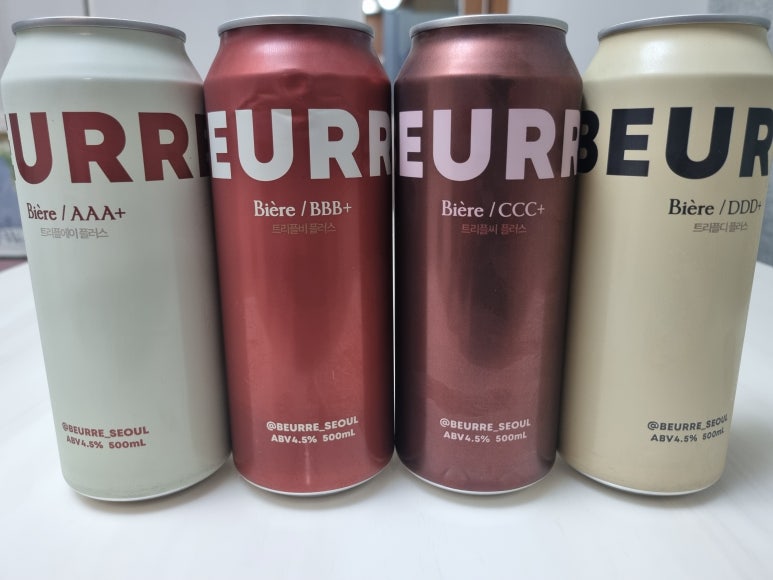 EURRE
Bière / AAA+
트리플에이 플러스
@BEURRE_SEOUL
ABV4.5% 500mL
EURR
Bière / BBB+
트리플비 플러스
@BEURRE_SEOUL
ABV4.5% 500mL
EURR
Bière / CCC+
트리플씨 플러스
@BEURRE_SEOUL
ABV4.5% 500mL
BEUR
Bière / DDD+
트리플디 플러스
@BEURRE_SEOUL
ABV4.5% 500mL